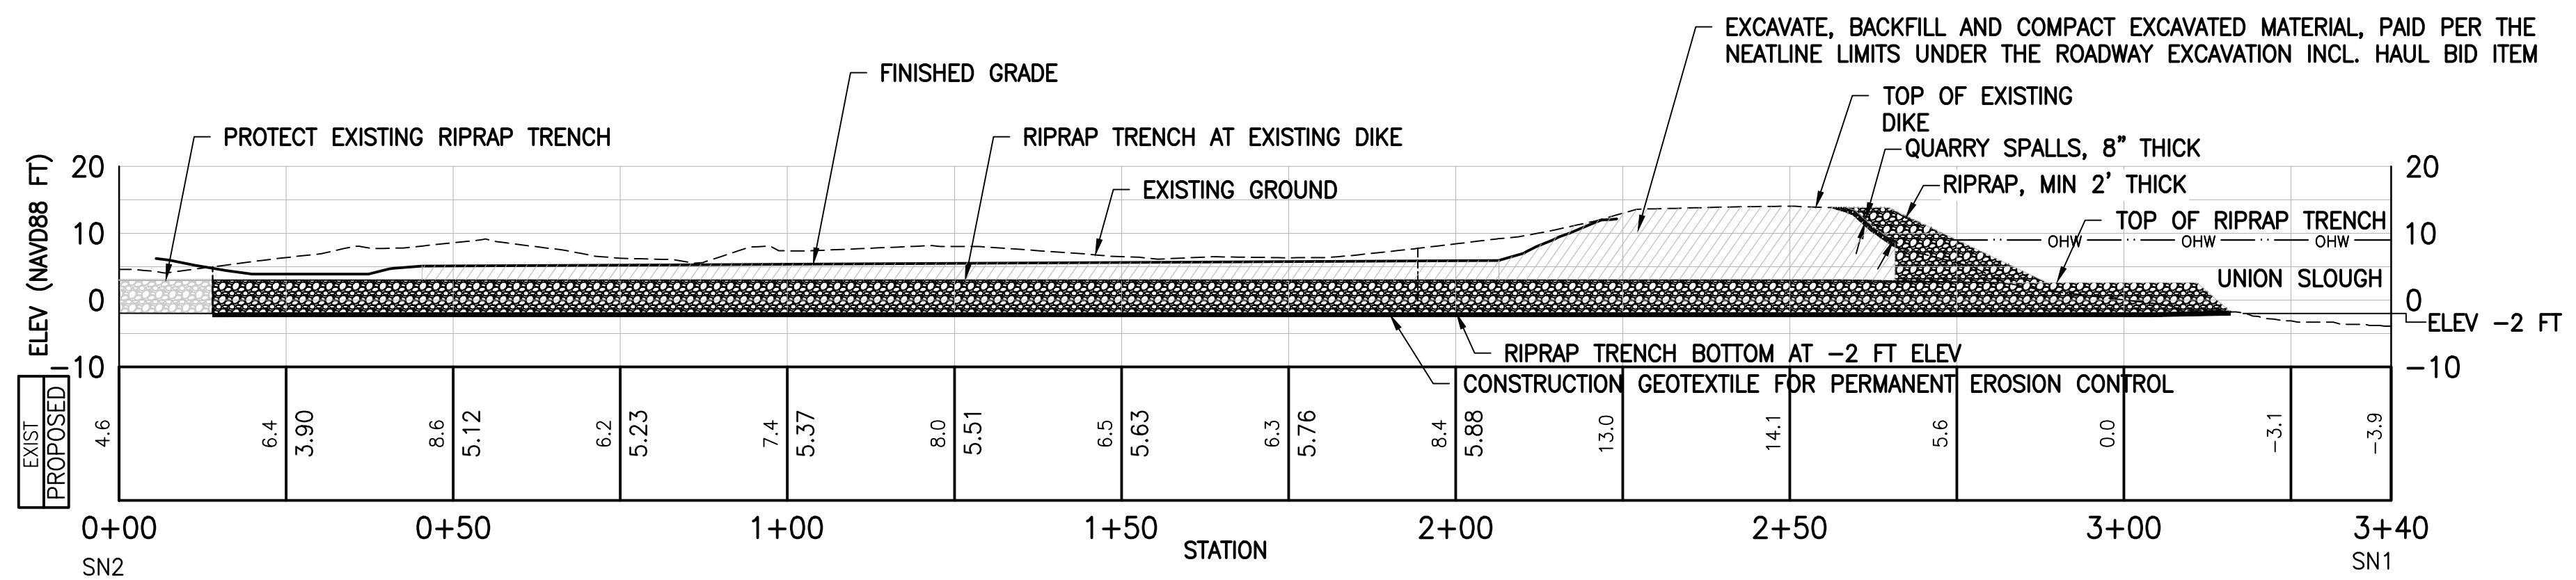 EXCAVATE, BACKFILL AND COMPACT EXCAVATED MATERIAL, PAID PER THE
NEATLINE LIMITS UNDER THE ROADWAY EXCAVATION INCL. HAUL BID ITEM
FINISHED GRADE
TOP OF EXISTING
DIKE
PROTECT EXISTING RIPRAP TRENCH
RIPRAP TRENCH AT EXISTING DIKE
QUARRY SPALLS, 8" THICK
EXISTING GROUND
RIPRAP, MIN 2' THICK
TOP OF RIPRAP TRENCH
OHW OHW OHW
UNION SLOUGH
ELEV (NAVD88 FT)
20
10
0
-10
20
10
0
-10
ELEV -2 FT
RIPRAP TRENCH BOTTOM AT -2 FT ELEV
CONSTRUCTION GEOTEXTILE FOR PERMANENT EROSION CONTROL
EXIST
PROPOSED
4.6
6.4
3.90
8.6
5.12
6.2
5.23
7.4
5.37
8.0
5.51
6.5
5.63
6.3
5.76
8.4
5.88
13.0
14.1
5.6
0.0
-3.1
-3.9
0+00 0+50 1+00 1+50 2+00 2+50 3+00 3+40
STATION
SN2 SN1